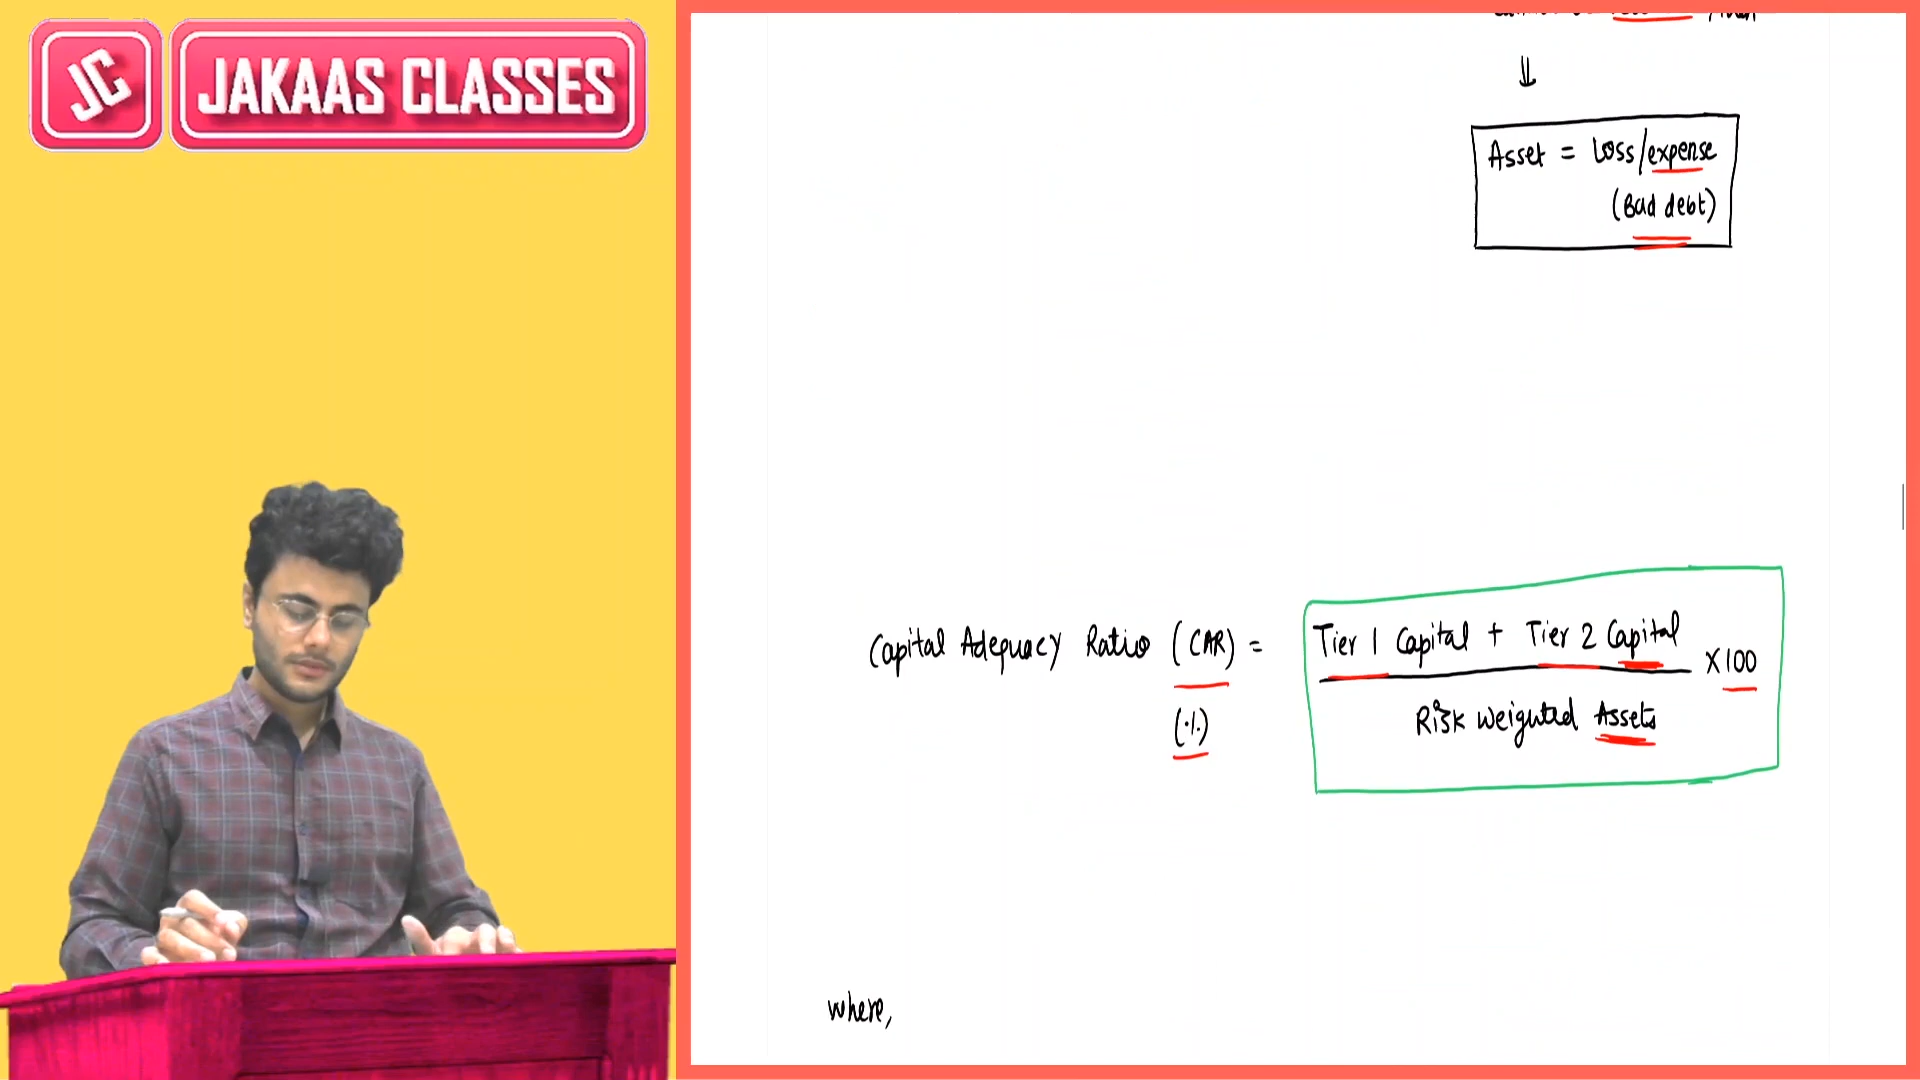 JC
JAKAAS CLASSES
⇓
Asset = Loss/expense
(Bad debt)
Capital Adequacy Ratio (CAR) =
(%)
Tier 1 Capital + Tier 2 Capital
X100
Risk weighted Assets
where,